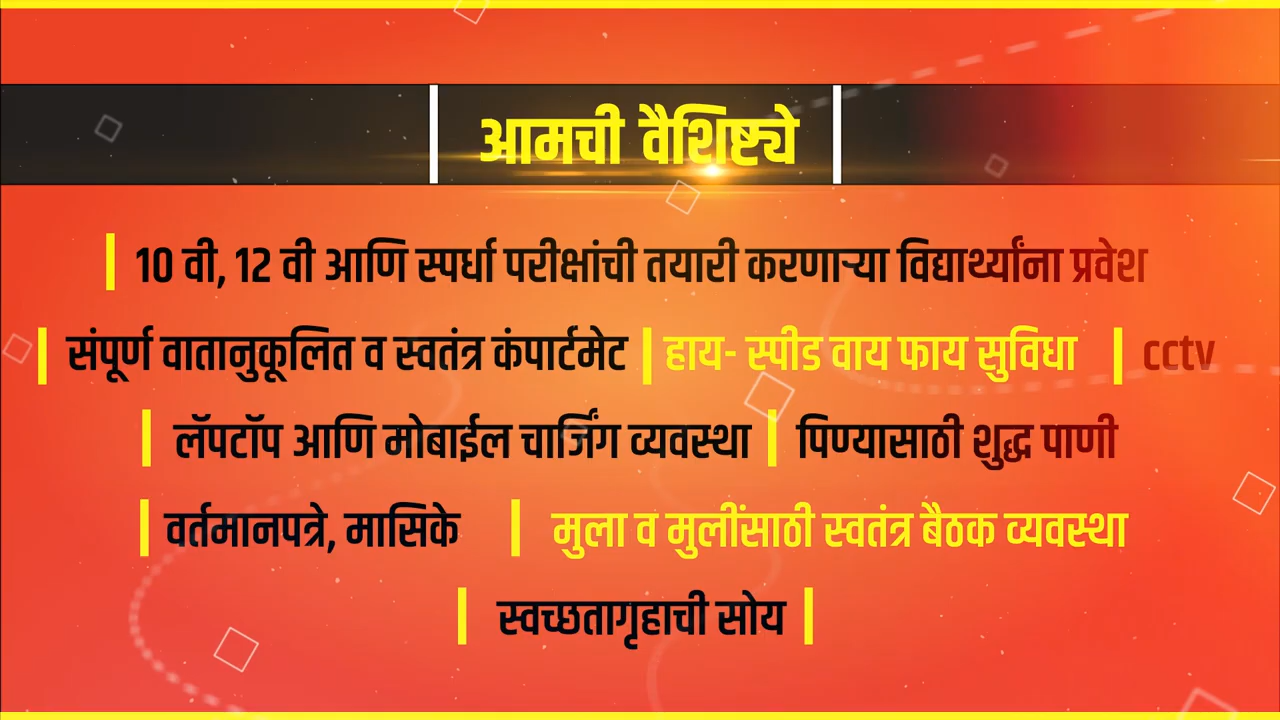 आमची वैशिष्ट्ये
10 वी, 12 वी आणि स्पर्धा परीक्षांची तयारी करणाऱ्या विद्यार्थ्यांना प्रवेश
संपूर्ण वातानुकूलित व स्वतंत्र कंपार्टमेट | हाय- स्पीड वाय फाय सुविधा | cctv
लॅपटॉप आणि मोबाईल चार्जिंग व्यवस्था | पिण्यासाठी शुद्ध पाणी
वर्तमानपत्रे, मासिके | मुला व मुलींसाठी स्वतंत्र बैठक व्यवस्था
स्वच्छतागृहाची सोय